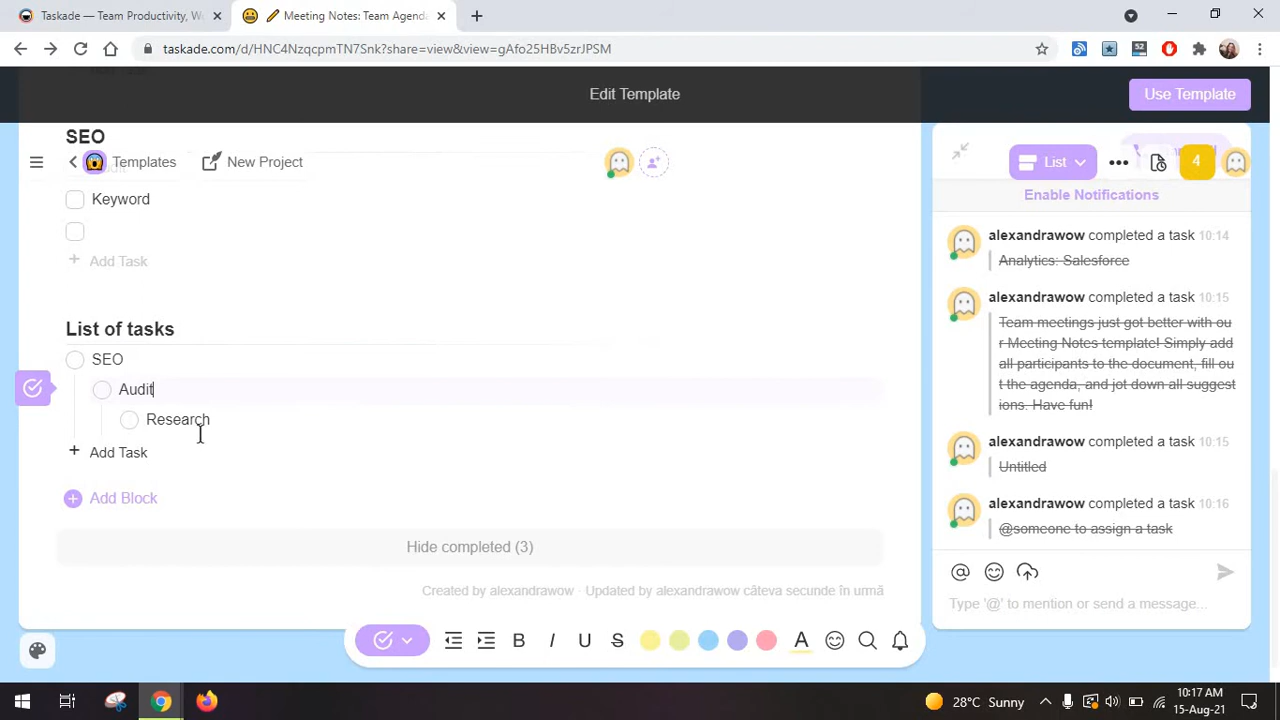 Taskade — Team Productivity, W
Meeting Notes: Team Agenda
taskade.com/d/HNC4NzqcpmTN7Snk?share=view&view=gAfo25HBv5zrJPSM
52
Edit Template
Use Template
SEO
Templates
New Project
List
4
Audit
Enable Notifications
Keyword
Add Task
List of tasks
SEO
Audit
Research
Add Task
Add Block
Hide completed (3)
Created by alexandrawow · Updated by alexandrawow câteva secunde în urmă
alexandrawow completed a task 10:14
Analytics: Salesforce
alexandrawow completed a task 10:15
Team meetings just got better with ou
r Meeting Notes template! Simply add
all participants to the document, fill ou
t the agenda, and jot down all suggest
ions. Have fun!
alexandrawow completed a task 10:15
Untitled
alexandrawow completed a task 10:16
@someone to assign a task
Type '@' to mention or send a message...
B I U S A
28°C Sunny
10:17 AM
15-Aug-21